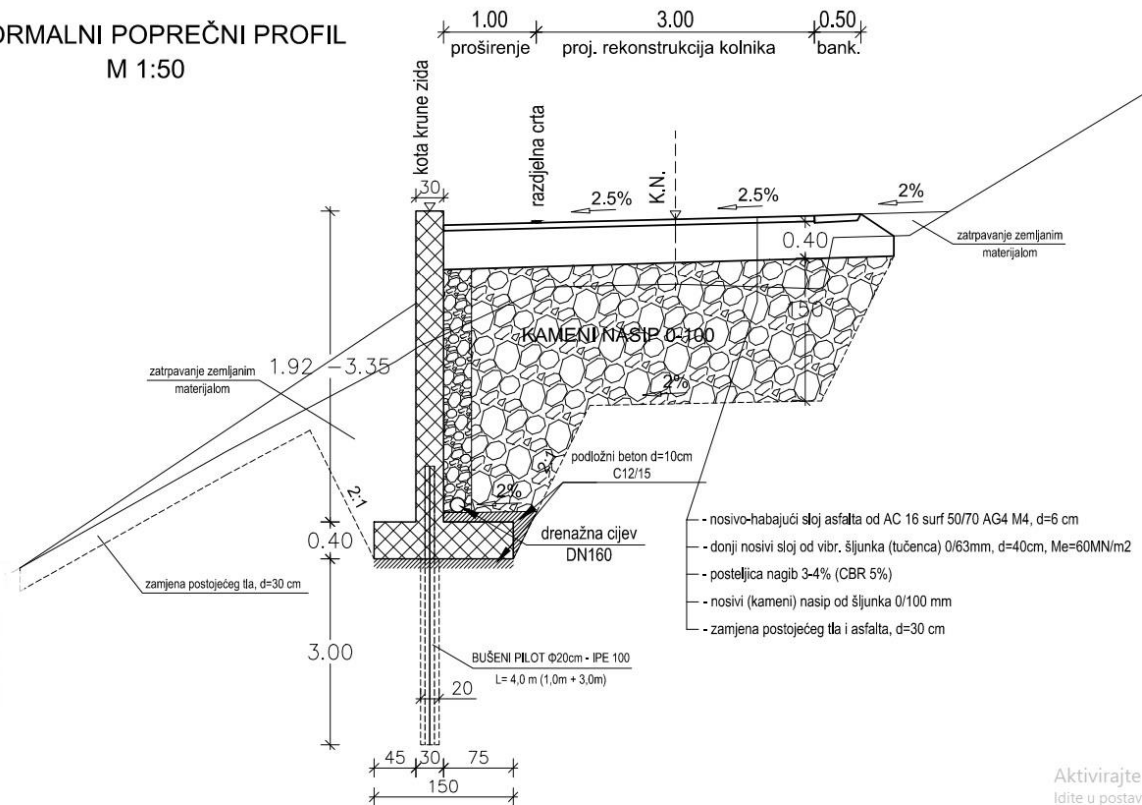 ORMALNI POPREČNI PROFIL
M 1:50
1.00
3.00
0.50
proširenje
proj. rekonstrukcija kolnika
bank.
kota krune zida
razdjelna crta
K.N.
30
2.5%
2.5%
2%
zatrpavanje zemljanim
materijalom
0.40
150
KAMENI NASIP 0-100
1.92 -3.35
zatrpavanje zemljanim
materijalom
2%
podložni beton d=10cm
C12/15
2:1
2:1
2%
drenažna cijev
DN160
0.40
zamjena postojećeg tla, d=30 cm
- nosivo-habajući sloj asfalta od AC 16 surf 50/70 AG4 M4, d=6 cm
- donji nosivi sloj od vibr. šljunka (tučenca) 0/63mm, d=40cm, Me=60MN/m2
- posteljica nagib 3-4% (CBR 5%)
- nosivi (kameni) nasip od šljunka 0/100 mm
- zamjena postojećeg tla i asfalta, d=30 cm
3.00
BUŠENI PILOT Φ20cm - IPE 100
L= 4,0 m (1,0m + 3,0m)
20
45
30
75
150
Aktivirajte
Idite u postav